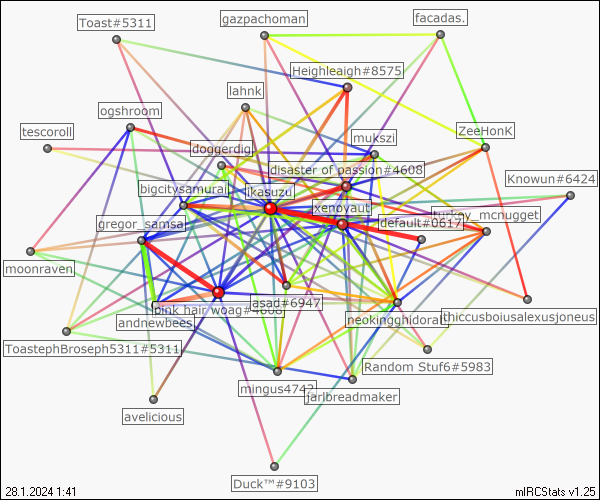 Toast#5311
gazpachoman
facadas.
Heighleigh#8575
lahnk
ogshroom
tescoroll
mukszi
ZeeHonK
doggerdig
disaster of passion#4608
Knowun#6424
bigcitysamurai
ikasuzu
xenovaut
turkey_mcnugget
gregor_samsa
default#0617
moonraven
asad#6947
pink hair woag#4668
andnewbees
neokingghidorah
thiccusboiusalexusjoneus
ToastephBroseph5311#5311
Random Stuf6#5983
mingus4742
jarlbreadmaker
avelicious
Duck™#9103
28.1.2024 1:41
mIRCStats v1.25